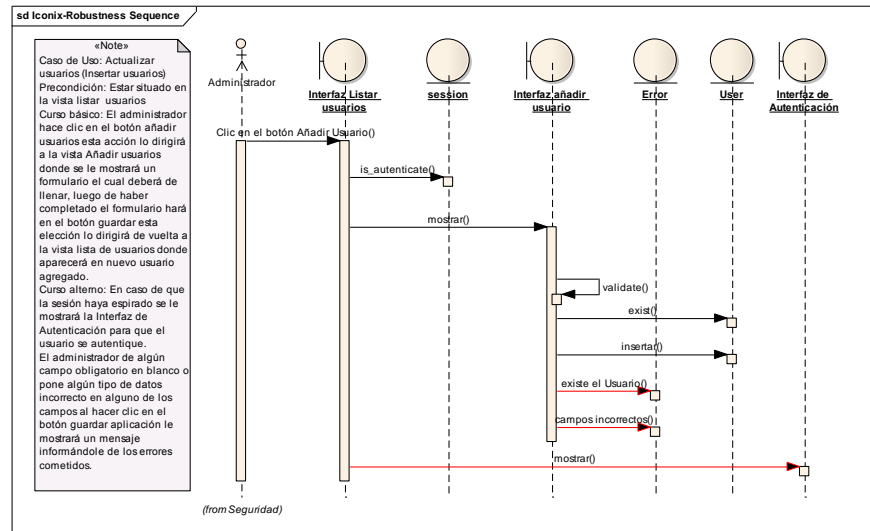 sd Iconix-Robustness Sequence
«Note»
Caso de Uso: Actualizar
usuarios (Insertar usuarios)
Precondición: Estar situado en
la vista listar usuarios
Curso básico: El administrador
hace clic en el botón añadir
usuarios esta acción lo dirigirá
a la vista Añadir usuarios
donde se le mostrará un
formulario el cual deberá de
llenar, luego de haber
completado el formulario hará
en el botón guardar esta
elección lo dirigirá de vuelta a
la vista lista de usuarios donde
aparecerá en nuevo usuario
agregado.
Curso alterno: En caso de que
la sesión haya espirado se le
mostrará la Interfaz de
Autenticación para que el
usuario se autentique.
El administrador de algún
campo obligatorio en blanco o
pone algún tipo de datos
incorrecto en alguno de los
campos al hacer clic en el
botón guardar aplicación le
mostrará un mensaje
informándole de los errores
cometidos.
Administrador
Interfaz Listar
usuarios
session
Interfaz añadir
usuario
Error
User
Interfaz de
Autenticación
Clic en el botón Añadir Usuario()
is_autenticate()
mostrar()
validate()
exist()
insertar()
existe el Usuario()
campos incorrectos()
mostrar()
(from Seguridad)